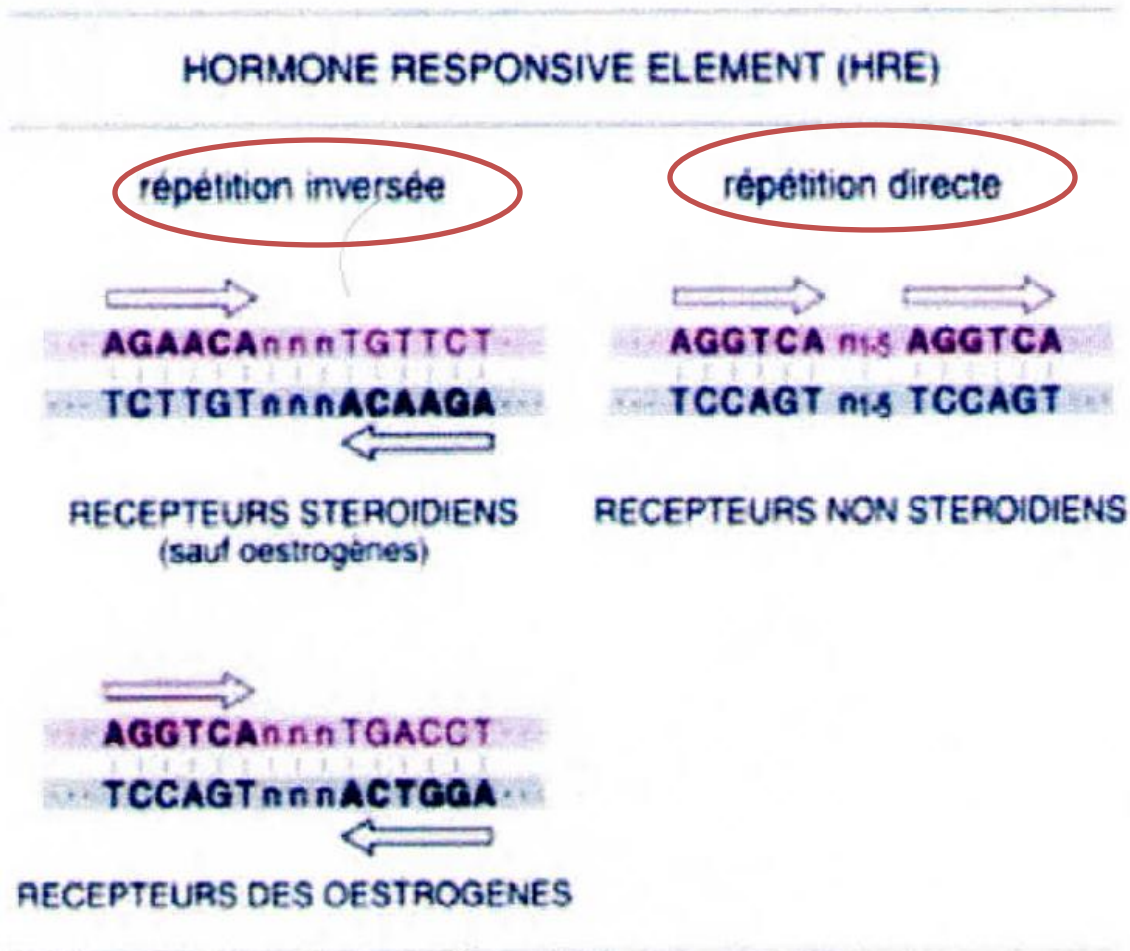 HORMONE RESPONSIVE ELEMENT (HRE)
répétition inversée
AGAACAnnnTGTTCT
TCTTGTnnnACAAGA
RECEPTEURS STEROIDIENS
(sauf oestrogènes)
AGGTCAnnnTGACCT
TCCAGTnnnACTGGA
RECEPTEURS DES OESTROGENES
répétition directe
AGGTCA n1-5 AGGTCA
TCCAGT n1-5 TCCAGT
RECEPTEURS NON STEROIDIENS